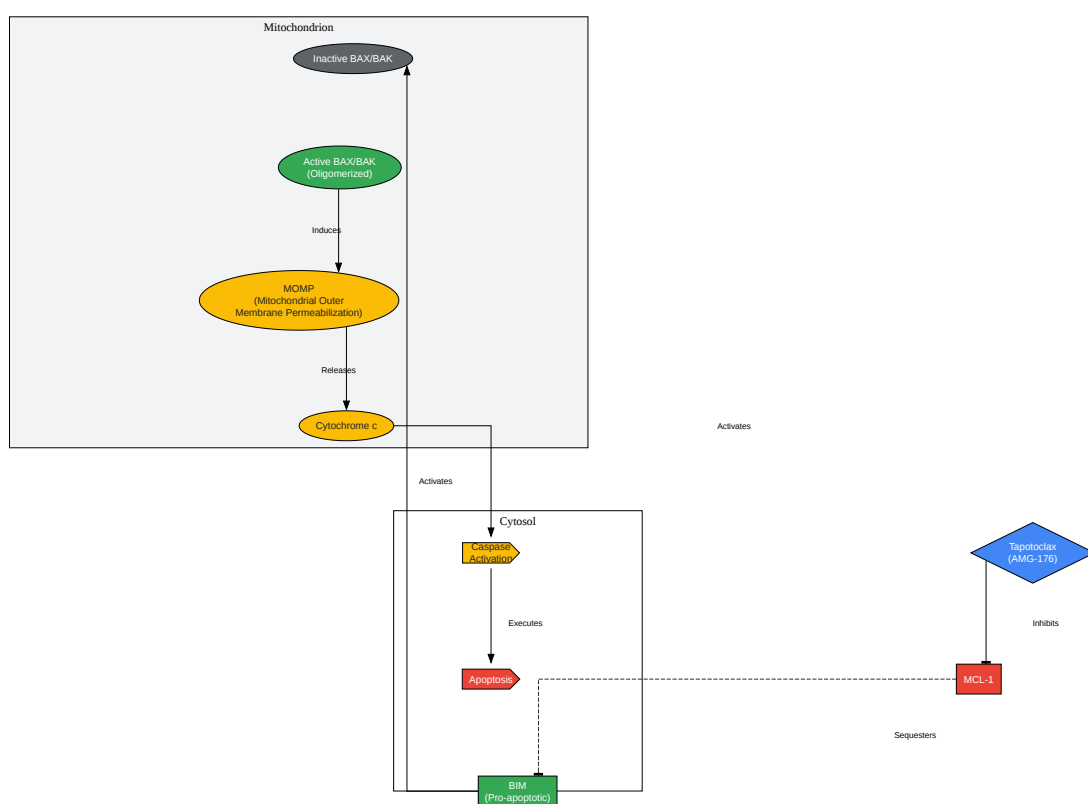 Mitochondrion
Inactive BAX/BAK
Active BAX/BAK
(Oligomerized)
Induces
MOMP
(Mitochondrial Outer
Membrane Permeabilization)
Releases
Cytochrome c
Activates
Activates
Cytosol
Caspase
Activation
Tapotoclax
(AMG-176)
Executes
Inhibits
Apoptosis
MCL-1
Sequesters
BIM
(Pro-apoptotic)